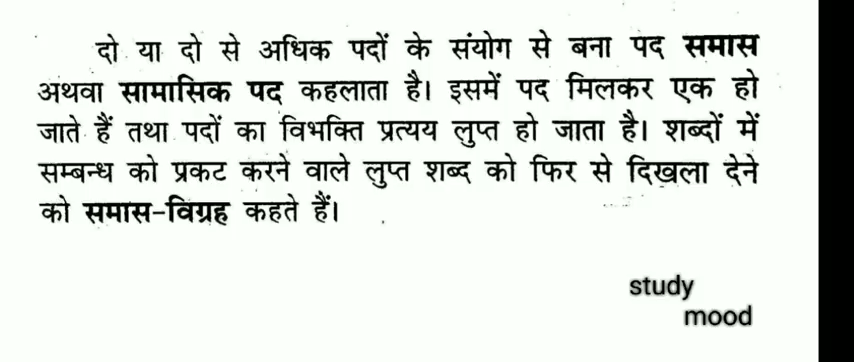 दो या दो से अधिक पदों के संयोग से बना पद समास
अथवा सामासिक पद कहलाता है। इसमें पद मिलकर एक हो
जाते हैं तथा पदों का विभक्ति प्रत्यय लुप्त हो जाता है। शब्दों में
सम्बन्ध को प्रकट करने वाले लुप्त शब्द को फिर से दिखला देने
को समास-विग्रह कहते हैं।
study
mood